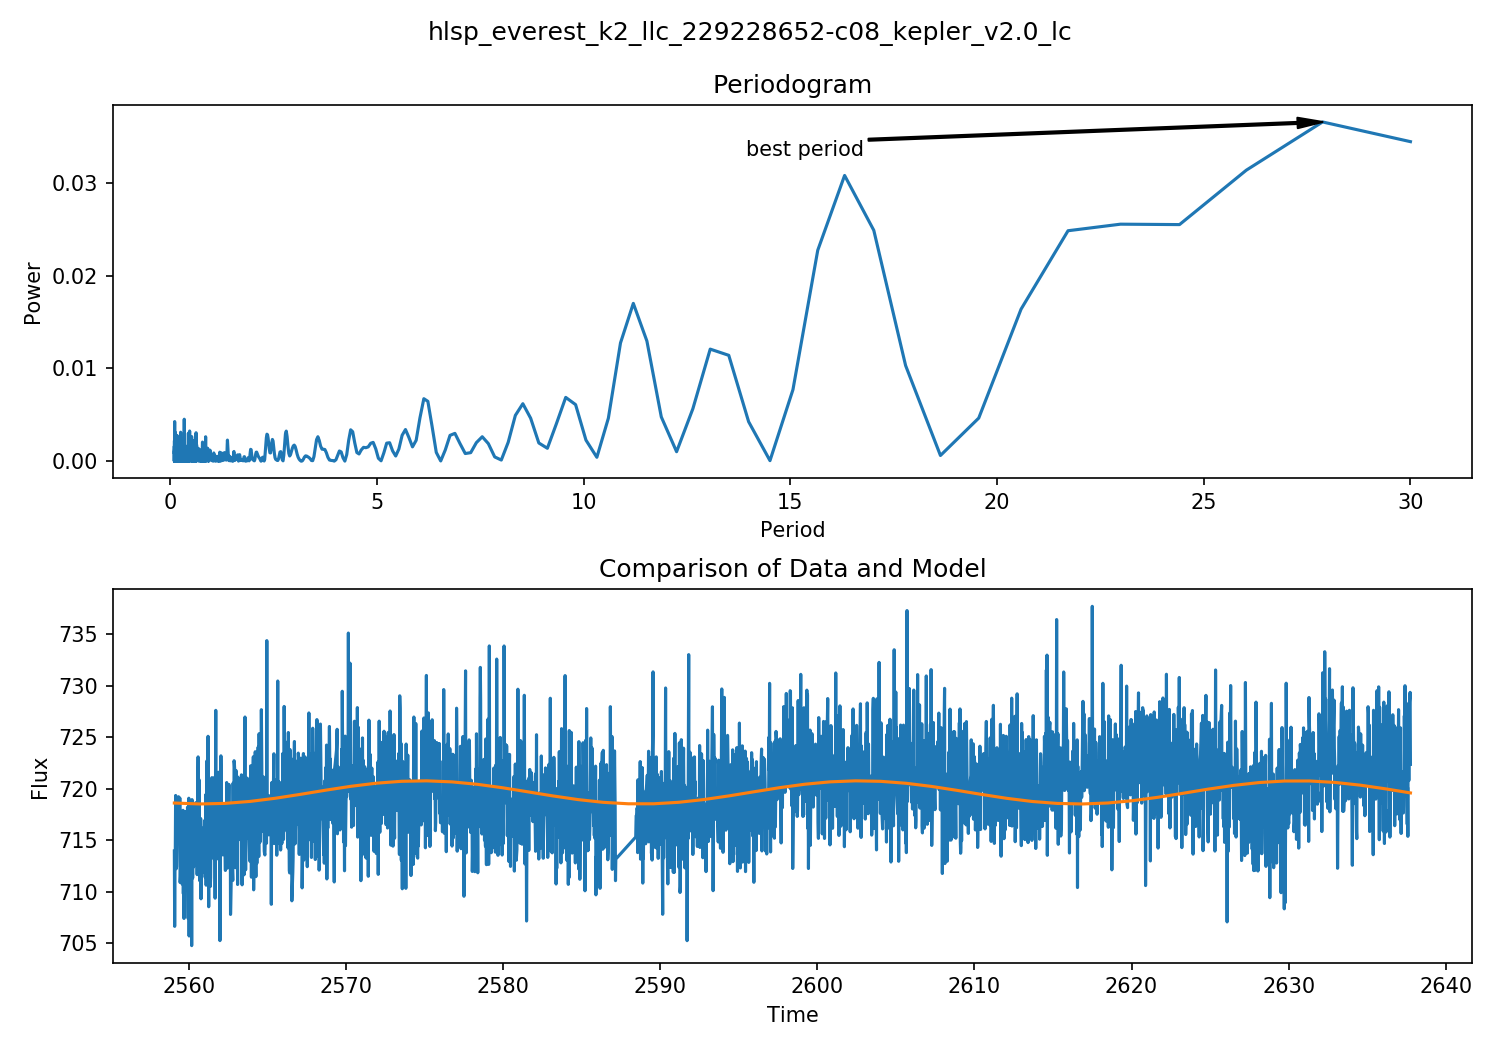 hlsp_everest_k2_llc_229228652-c08_kepler_v2.0_lc
Periodogram
best period
0.03
0.02
0.01
0.00
Power
0 5 10 15 20 25 30
Period
Comparison of Data and Model
735
730
725
720
715
710
705
Flux
2560 2570 2580 2590 2600 2610 2620 2630 2640
Time